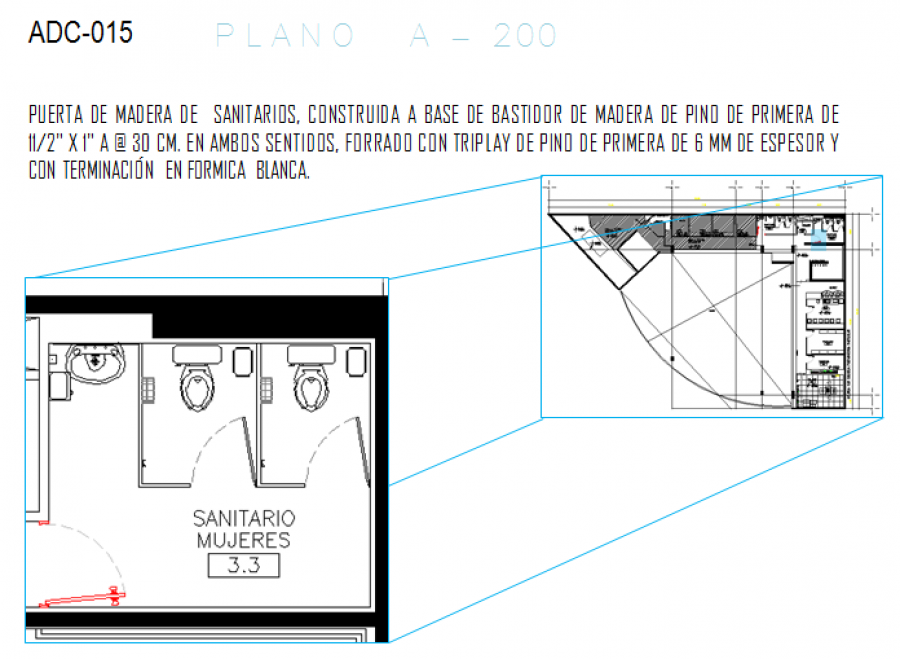 ADC-015
PLANO A - 200
PUERTA DE MADERA DE SANITARIOS, CONSTRUIDA A BASE DE BASTIDOR DE MADERA DE PINO DE PRIMERA DE
11/2" X 1" A @ 30 CM. EN AMBOS SENTIDOS, FORRADO CON TRIPLAY DE PINO DE PRIMERA DE 6 MM DE ESPESOR Y
CON TERMINACIÓN EN FORMICA BLANCA.
SANITARIO
MUJERES
3.3